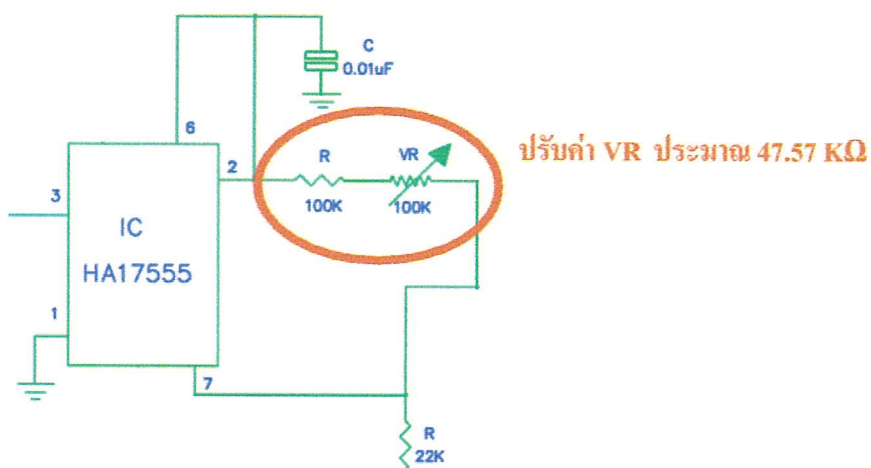 C
0.01uF
6
2
R
VR
ปรับค่า VR ประมาณ 47.57 KΩ
100K
100K
3
IC
HA17555
1
7
R
22K